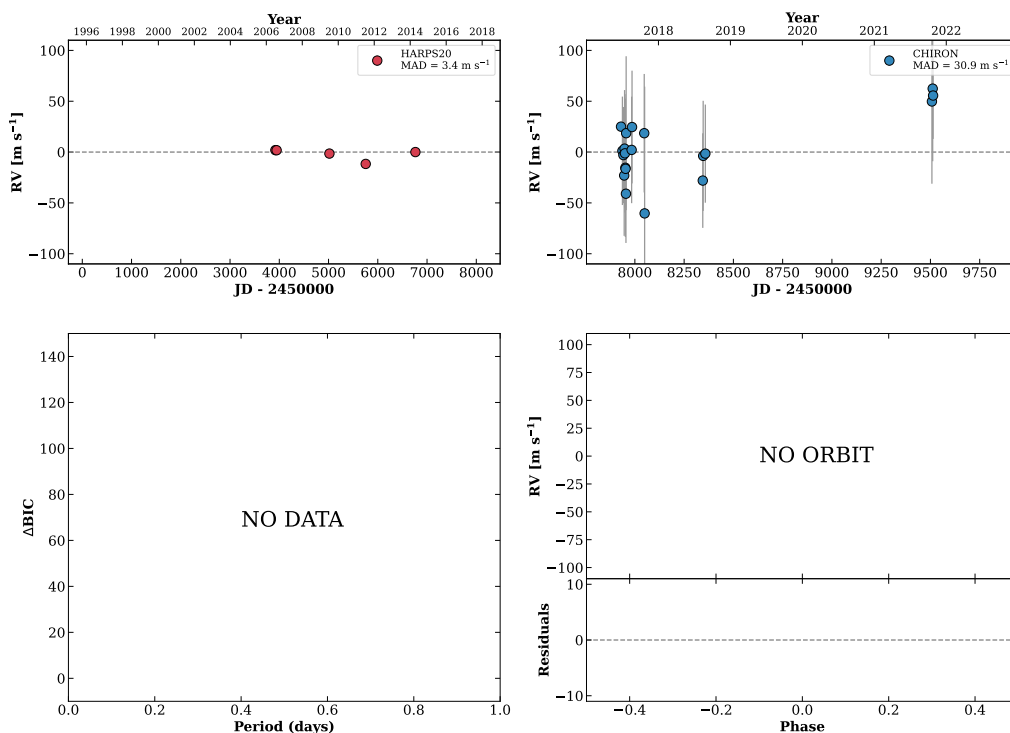 Year
1996 1998 2000 2002 2004 2006 2008 2010 2012 2014 2016 2018
HARPS20
MAD = 3.4 m s⁻¹
100
50
0
−50
−100
RV [m s⁻¹]
0 1000 2000 3000 4000 5000 6000 7000 8000
JD - 2450000
Year
2018 2019 2020 2021 2022
CHIRON
MAD = 30.9 m s⁻¹
100
50
0
−50
−100
RV [m s⁻¹]
8000 8250 8500 8750 9000 9250 9500 9750
JD - 2450000
140
120
100
80
60
40
20
0
ΔBIC
NO DATA
0.0 0.2 0.4 0.6 0.8 1.0
Period (days)
100
75
50
25
0
−25
−50
−75
−100
RV [m s⁻¹]
NO ORBIT
10
0
−10
Residuals
−0.4 −0.2 0.0 0.2 0.4
Phase